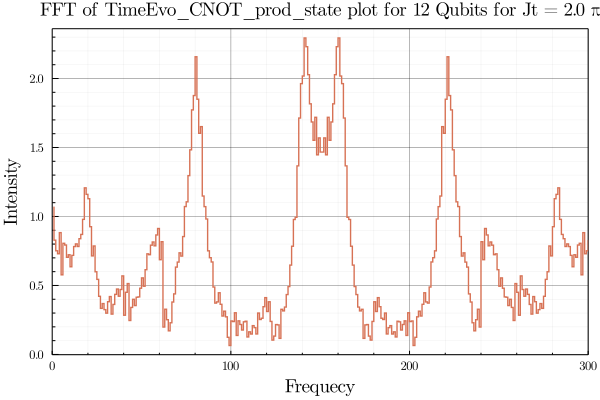 FFT of TimeEvo_CNOT_prod_state plot for 12 Qubits for Jt = 2.0 π
2.0
1.5
1.0
0.5
0.0
Intensity
0 100 200 300
Frequecy